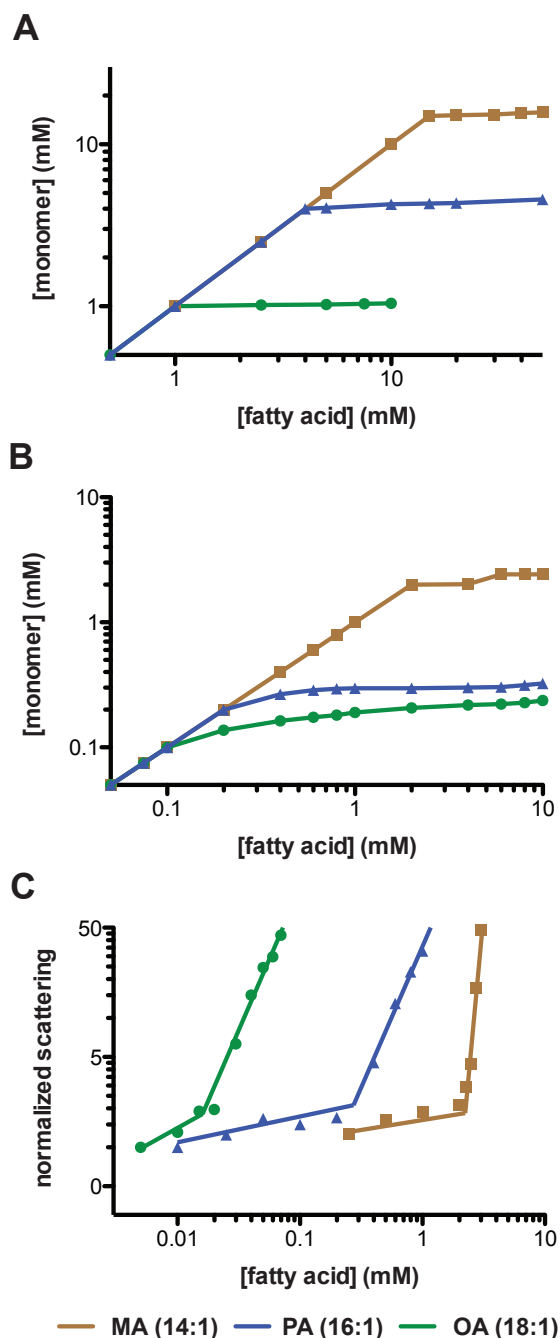 A
[monomer] (mM)
10
1
1
10
[fatty acid] (mM)
B
[monomer] (mM)
10
1
0.1
0.1
1
10
[fatty acid] (mM)
C
normalized scattering
50
5
0
0.01
0.1
1
10
[fatty acid] (mM)
MA (14:1) PA (16:1) OA (18:1)